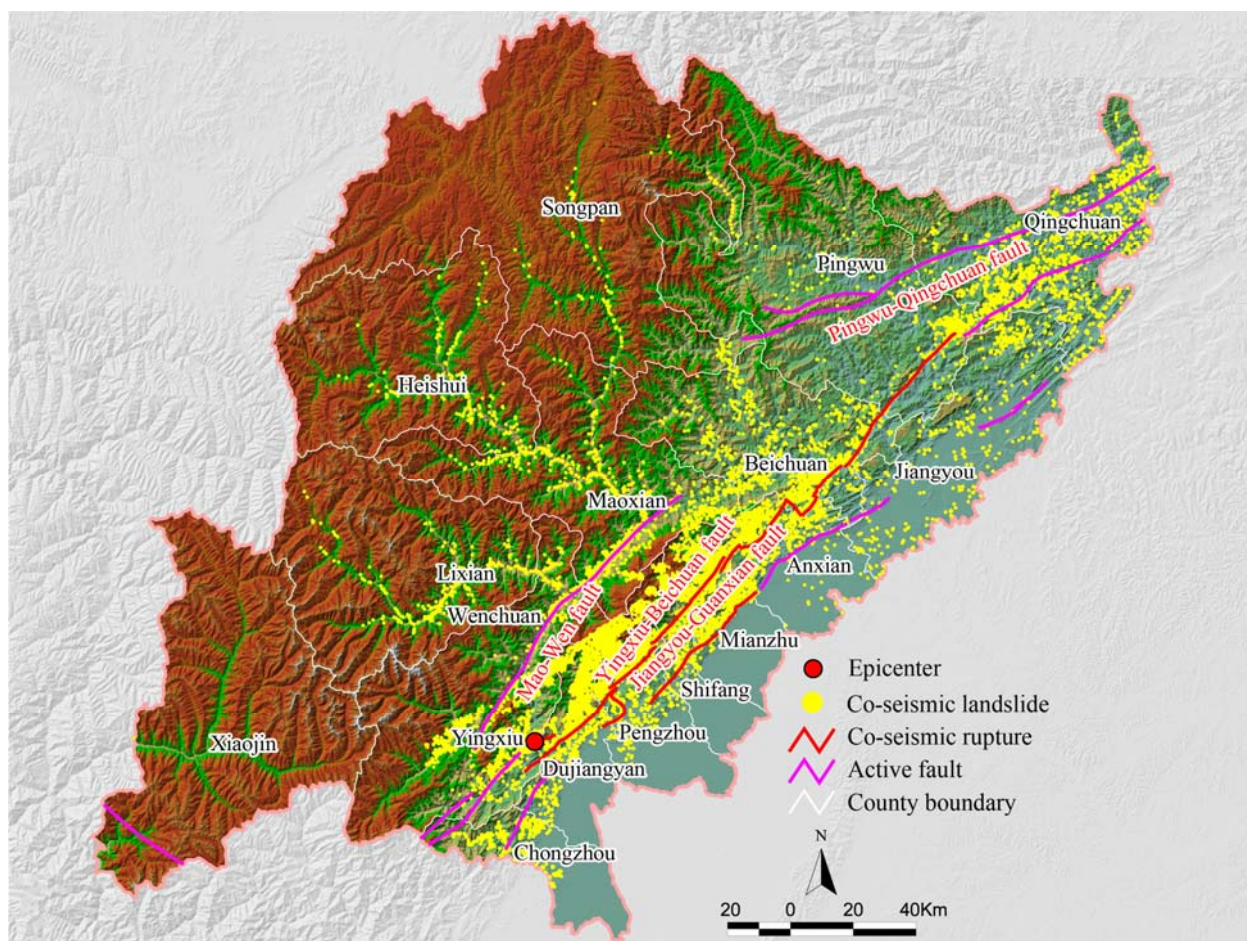 Songpan
Qingchuan
Pingwu
Pingwu-Qingchuan fault
Heishui
Beichuan
Jiangyou
Maoxian
Anxian
Lixian
Wenchuan
Mao-Wen fault
Yingxiu-Beichuan fault
Jiangyou-Guanxian fault
Mianzhu
Shifang
Pengzhou
Yingxiu
Xiaojin
Dujiangyan
Chongzhou
Epicenter
Co-seismic landslide
Co-seismic rupture
Active fault
County boundary
N
20 0 20 40Km